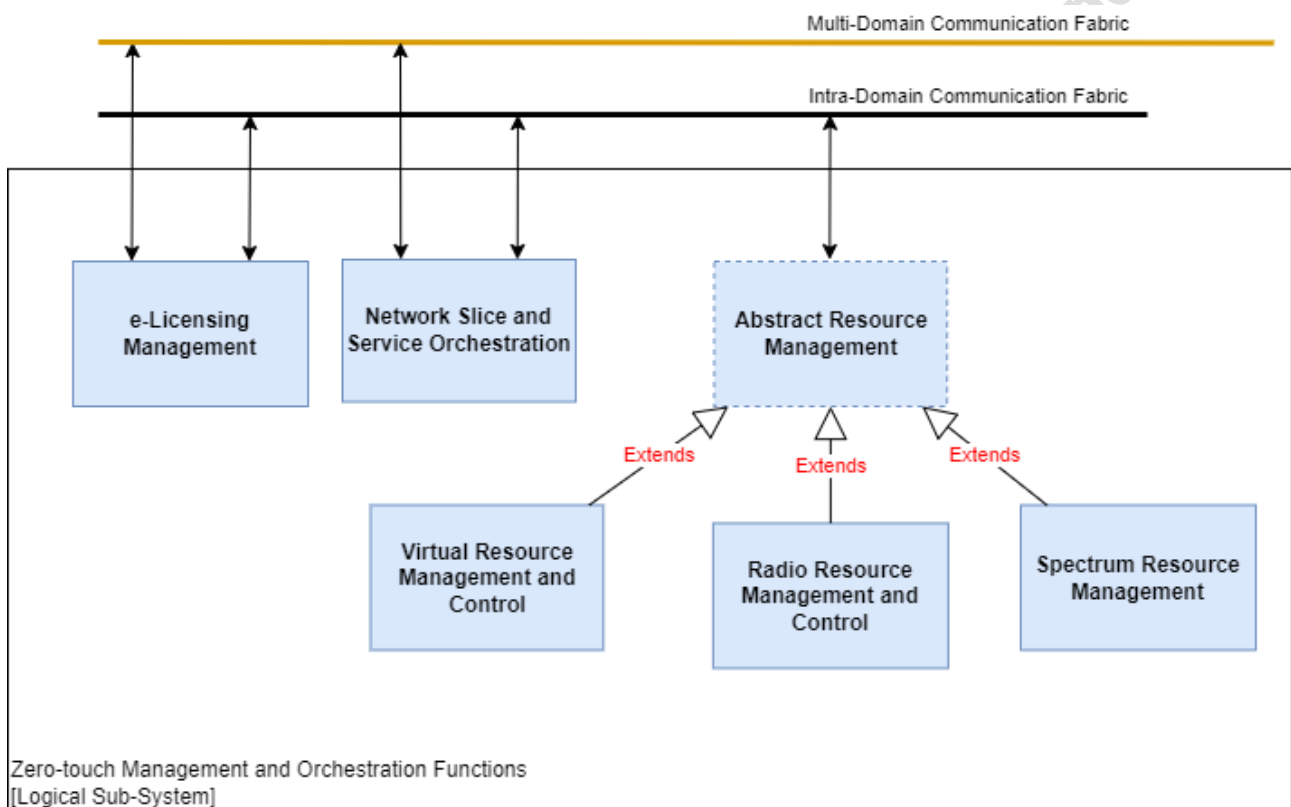 Multi-Domain Communication Fabric
Intra-Domain Communication Fabric
e-Licensing
Management
Network Slice and
Service Orchestration
Abstract Resource
Management
Extends
Extends
Extends
Virtual Resource
Management and
Control
Radio Resource
Management and
Control
Spectrum Resource
Management
Zero-touch Management and Orchestration Functions
[Logical Sub-System]